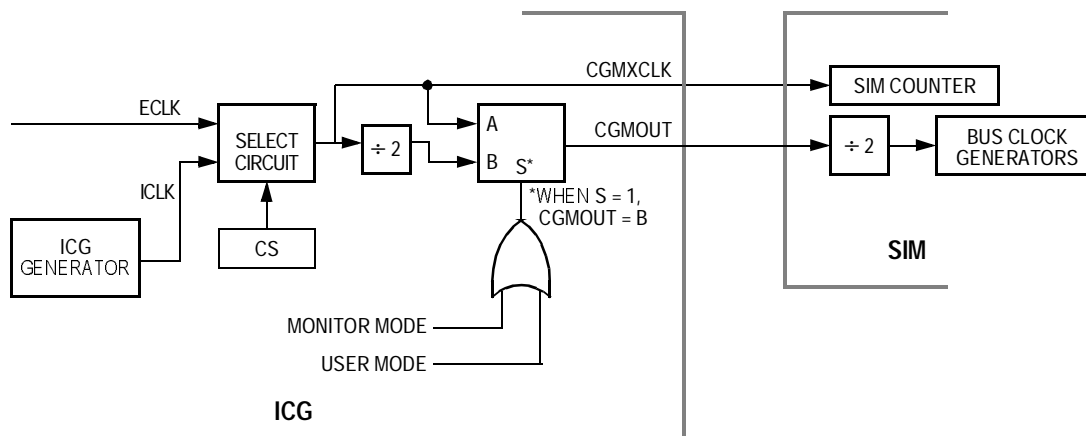 CGMXCLK
SIM COUNTER
ECLK
SELECT
CIRCUIT
÷ 2
A
B
S*
CGMOUT
÷ 2
BUS CLOCK
GENERATORS
ICLK
*WHEN S = 1,
CGMOUT = B
ICG
GENERATOR
CS
SIM
MONITOR MODE
USER MODE
ICG